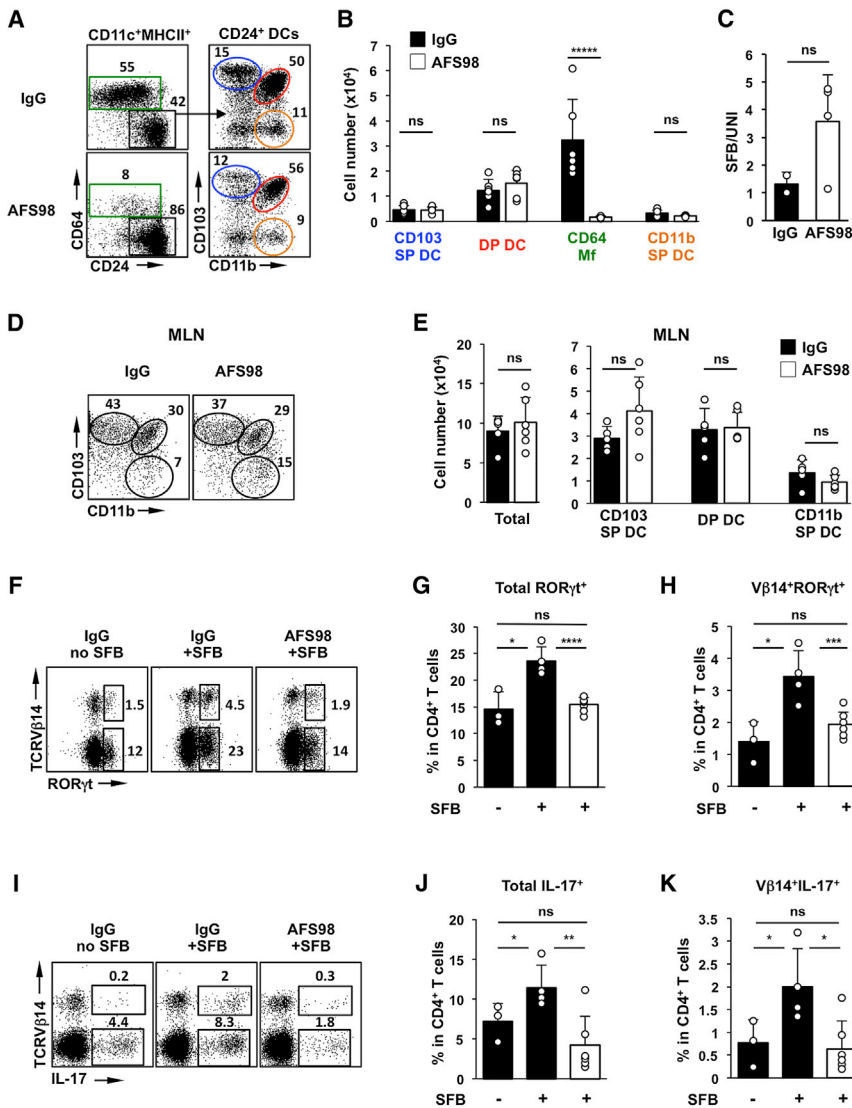 A
CD11c⁺MHCII⁺
CD24⁺ DCs
IgG
55
42
15
50
11
AFS98
8
86
12
56
9
CD64
CD24
CD103
CD11b
B
IgG
AFS98
Cell number (x10⁴)
7
6
5
4
3
2
1
0
ns
ns
*****
ns
CD103
SP DC
DP DC
CD64
Mf
CD11b
SP DC
C
ns
SFB/UNI
6
5
4
3
2
1
0
IgG AFS98
D
MLN
IgG
AFS98
43
30
7
37
29
15
CD103
CD11b
E
MLN
IgG
AFS98
Cell number (x10⁴)
20
15
10
5
0
ns
Total
7
6
5
4
3
2
1
0
ns
ns
ns
CD103
SP DC
DP DC
CD11b
SP DC
F
IgG
no SFB
IgG
+SFB
AFS98
+SFB
1.5
12
4.5
23
1.9
14
TCRVβ14
RORγt
G
Total RORγt⁺
ns
*
****
% in CD4⁺ T cells
30
25
20
15
10
5
0
SFB
-
+
+
H
Vβ14⁺RORγt⁺
ns
*
***
% in CD4⁺ T cells
5
4
3
2
1
0
SFB
-
+
+
I
IgG
no SFB
IgG
+SFB
AFS98
+SFB
0.2
4.4
2
8.3
0.3
1.8
TCRVβ14
IL-17
J
Total IL-17⁺
ns
*
**
% in CD4⁺ T cells
20
15
10
5
0
SFB
-
+
+
K
Vβ14⁺IL-17⁺
ns
*
*
% in CD4⁺ T cells
3.5
3
2.5
2
1.5
1
0.5
0
SFB
-
+
+